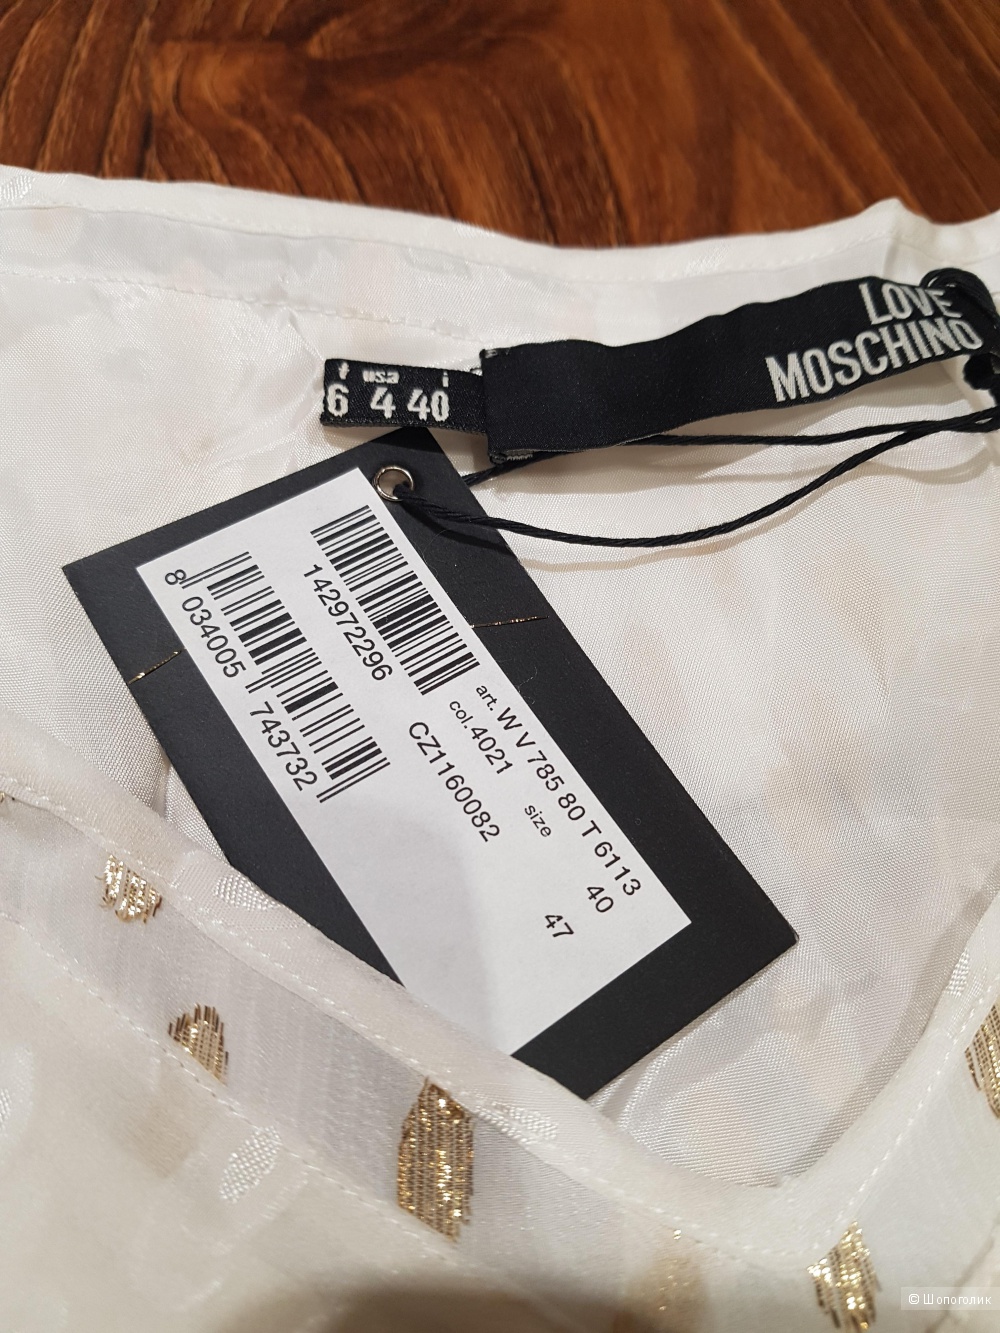 LOVE
MOSCHINO
f usa i
6 4 40
142972296
8 034005 743732
art. WV 785 80 T 6113
col. 4021 size 40
CZ1160082 47
© Шопоголик